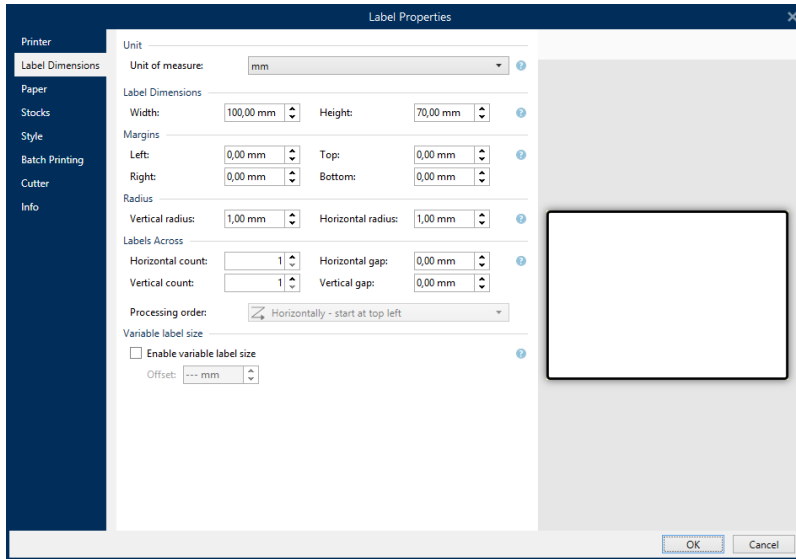 Label Properties
Printer
Label Dimensions
Paper
Stocks
Style
Batch Printing
Cutter
Info
Unit
Unit of measure: mm
Label Dimensions
Width: 100,00 mm Height: 70,00 mm
Margins
Left: 0,00 mm Top: 0,00 mm
Right: 0,00 mm Bottom: 0,00 mm
Radius
Vertical radius: 1,00 mm Horizontal radius: 1,00 mm
Labels Across
Horizontal count: 1 Horizontal gap: 0,00 mm
Vertical count: 1 Vertical gap: 0,00 mm
Processing order: Horizontally - start at top left
Variable label size
Enable variable label size
Offset: --- mm
OK Cancel